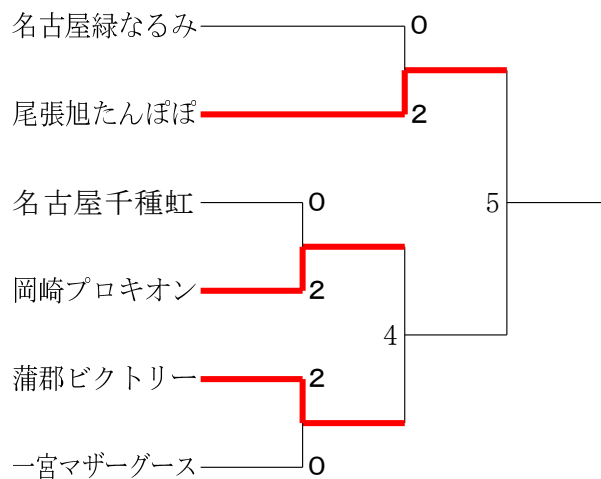 名古屋緑なるみ 0
尾張旭たんぽぽ 2
名古屋千種虹 0
5
岡崎プロキオン 2
4
蒲郡ビクトリー 2
一宮マザーグース 0